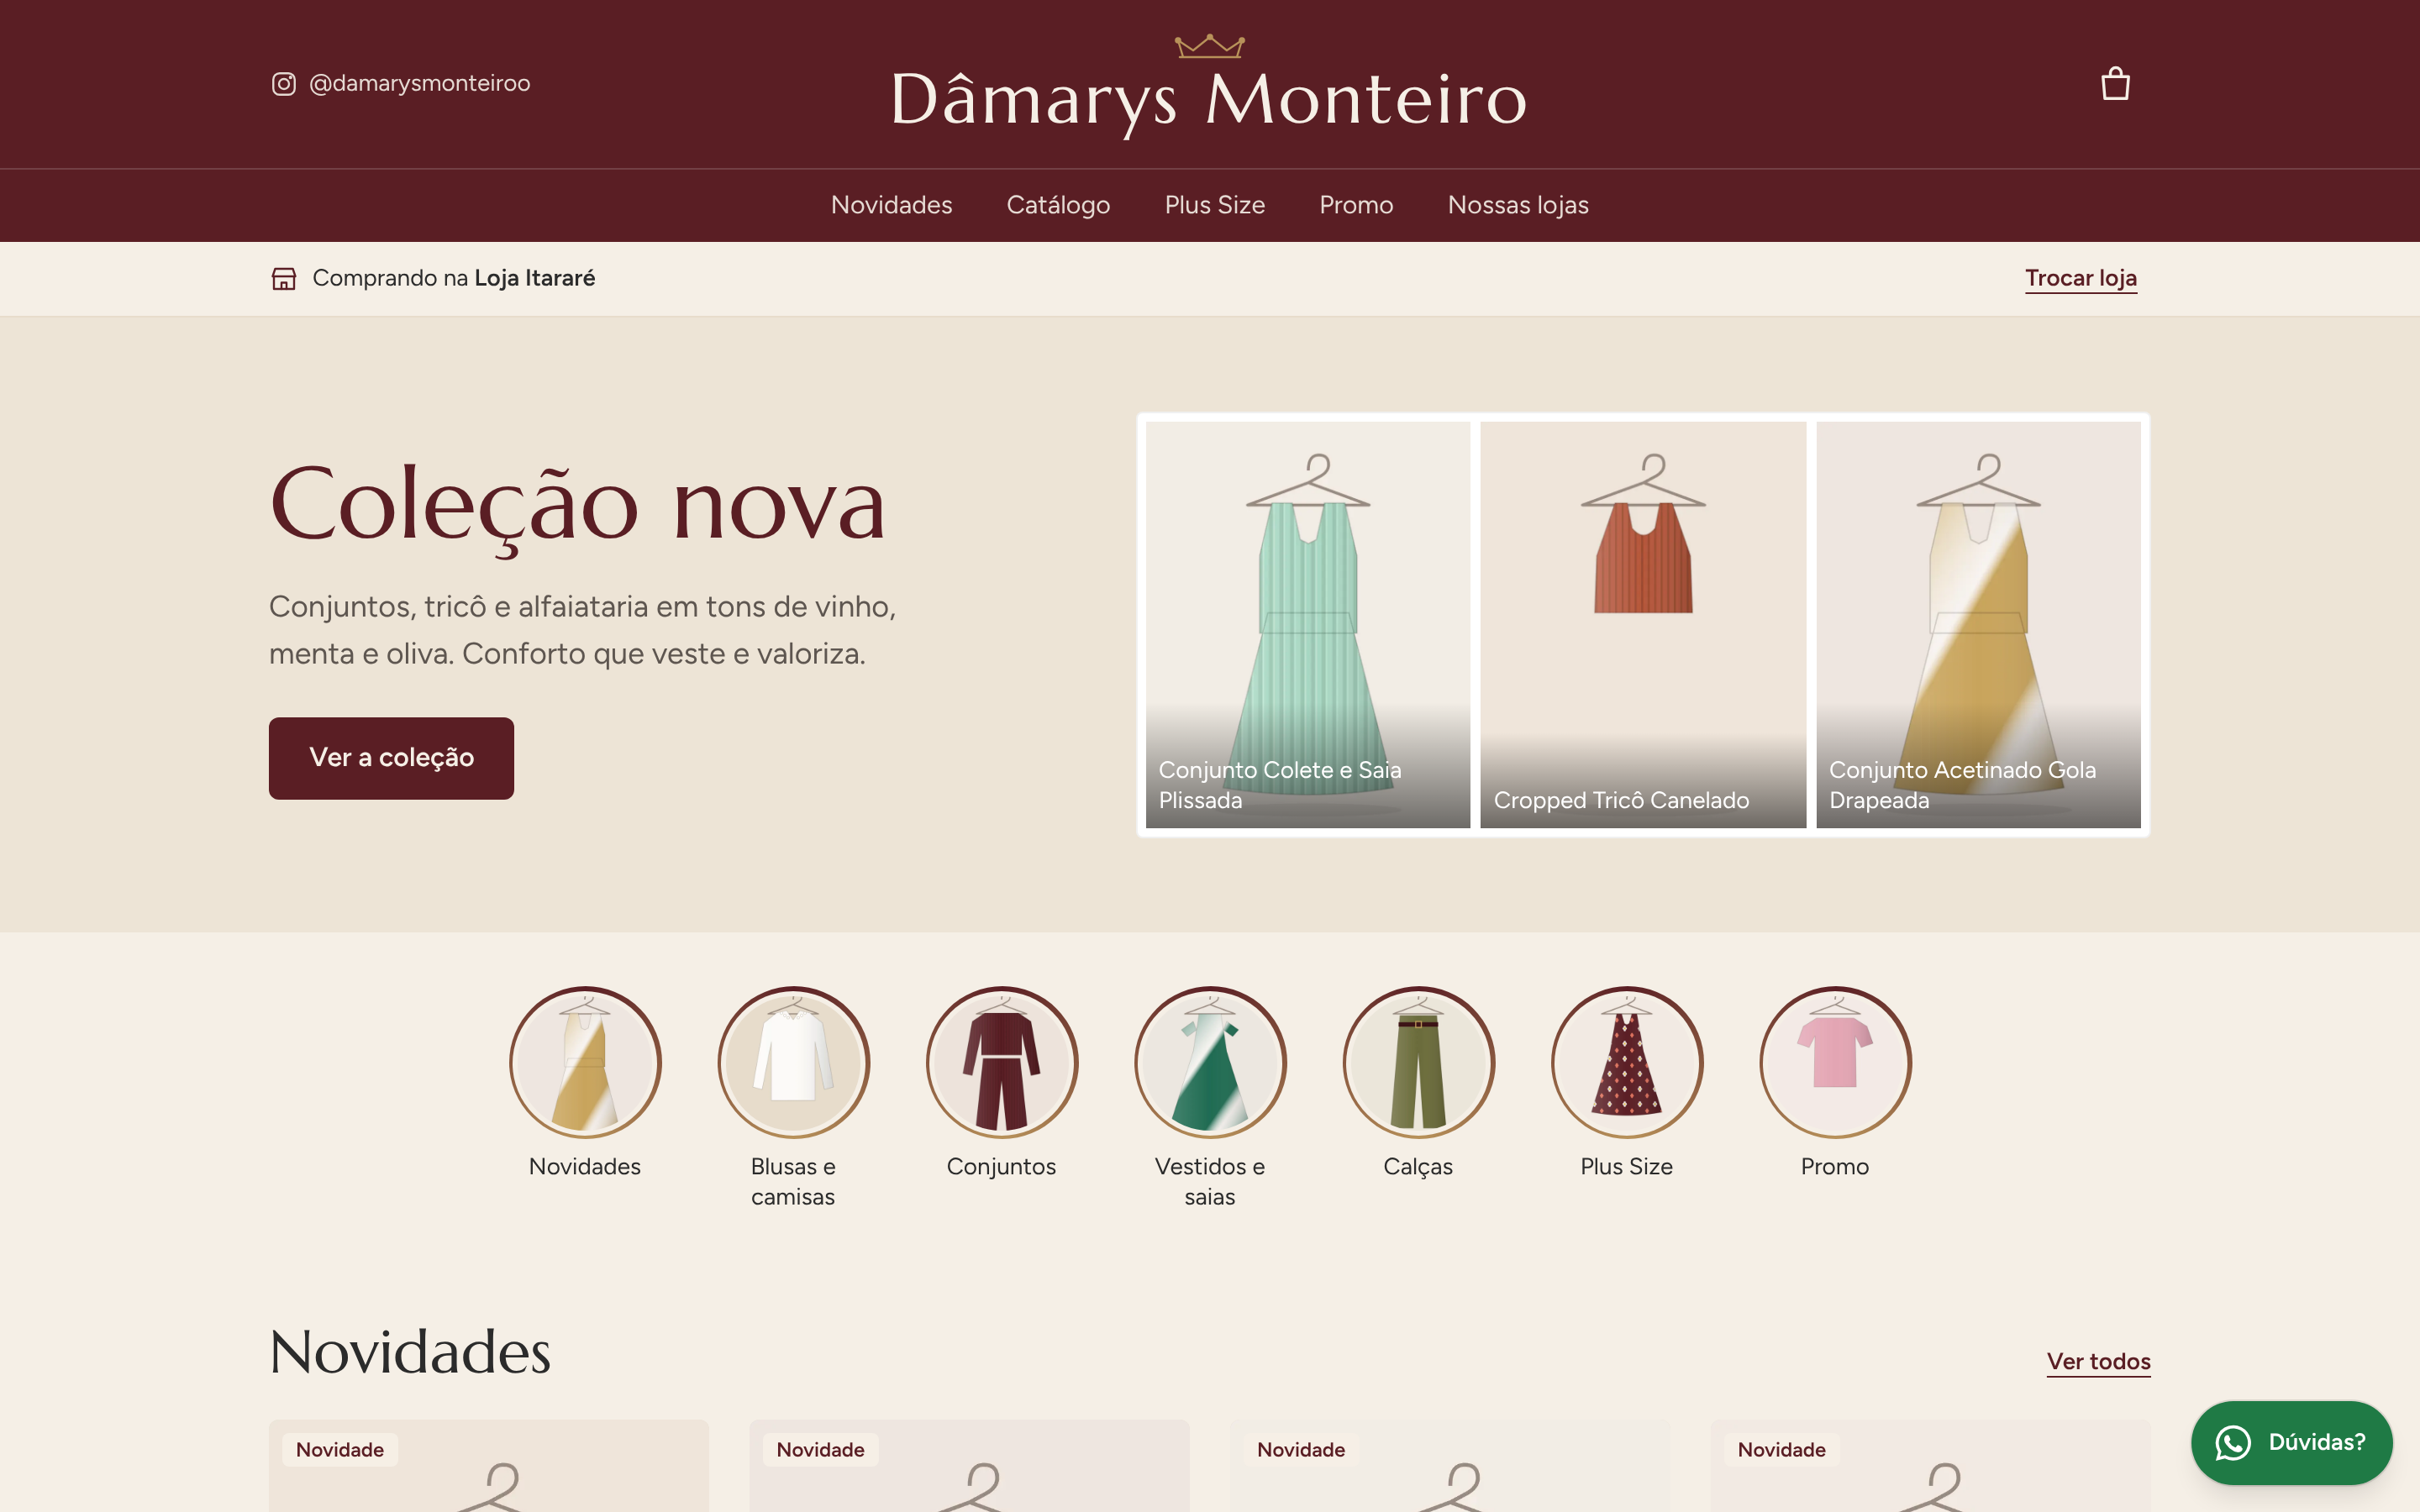 @damarysmonteiroo
Dâmarys Monteiro
Novidades
Catálogo
Plus Size
Promo
Nossas lojas
Comprando na Loja Itararé
Trocar loja
Coleção nova
Conjuntos, tricô e alfaiataria em tons de vinho,
menta e oliva. Conforto que veste e valoriza.
Ver a coleção
Conjunto Colete e Saia
Plissada
Cropped Tricô Canelado
Conjunto Acetinado Gola
Drapeada
Novidades
Blusas e
camisas
Conjuntos
Vestidos e
saias
Calças
Plus Size
Promo
Novidades
Ver todos
Novidade
Novidade
Novidade
Novidade
Dúvidas?